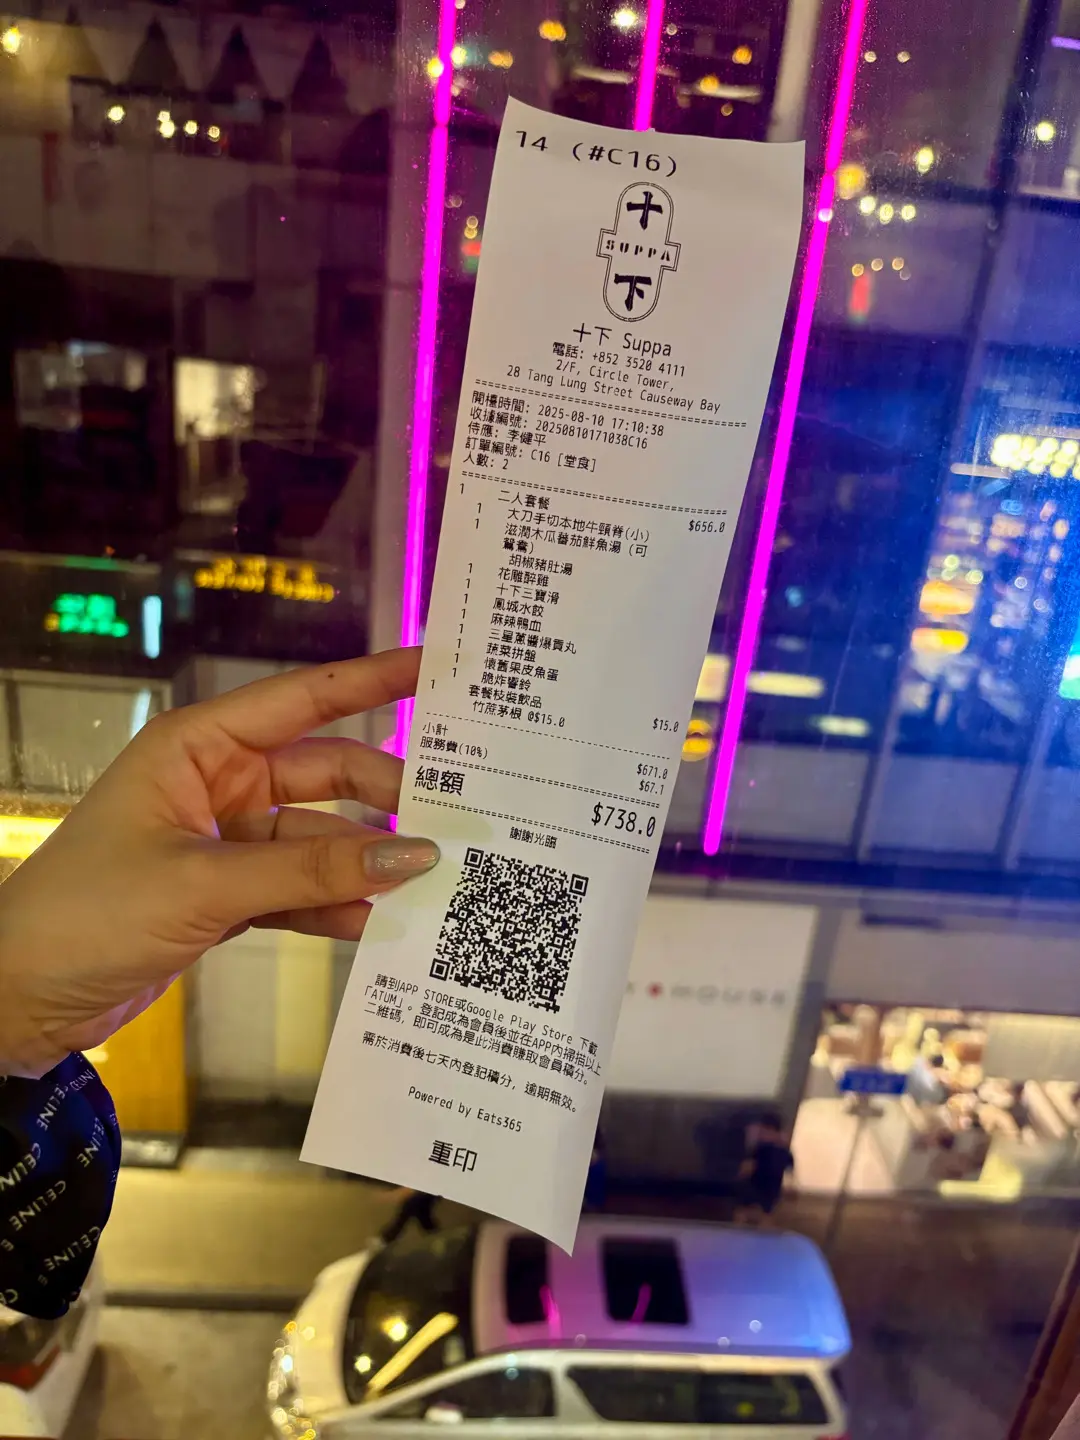 14 (#C16)
十
SUPPA
下
十下 Suppa
電話: +852 3520 4111
2/F, Circle Tower,
28 Tang Lung Street Causeway Bay
開檯時間: 2025-08-10 17:10:38
收據編號: 20250810171038C16
侍應: 李健平
訂單編號: C16 [堂食]
人數: 2
1 二人套餐 $656.0
1 大刀手切本地牛頸脊(小)
1 滋潤木瓜番茄鮮魚湯 (可
鴛鴦)
胡椒豬肚湯
1 花雕醉雞
1 十下三寶滑
1 鳳城水餃
1 麻辣鴨血
1 三星蔥醬爆貢丸
1 蔬菜拼盤
1 懷舊果皮魚蛋
1 脆炸響鈴
1 套餐枝裝飲品
竹蔗茅根 @$15.0 $15.0
小計 $671.0
服務費(10%) $67.1
總額 $738.0
謝謝光臨
請到APP STORE或Google Play Store 下載
「ATUM」。登記成為會員後並在APP內掃描以上
二維碼, 即可成為是此消費賺取會員積分。
需於消費後七天內登記積分, 逾期無效。
Powered by Eats365
重印
CELINE
CELINE
CELINE
CELINE